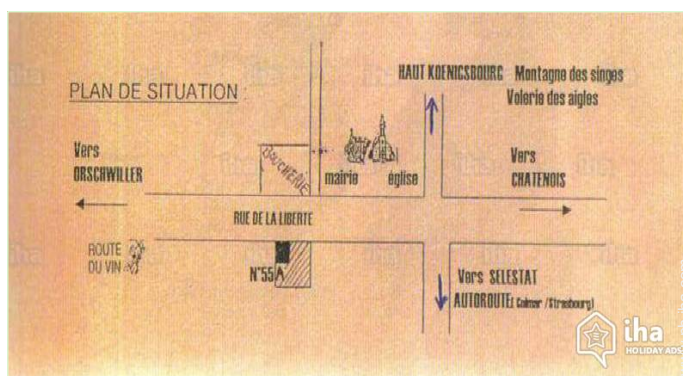 PLAN DE SITUATION :
HAUT KOENIGSBOURG Montagne des singes
Volerie des aigles
Vers
ORSCHWILLER
BOUCHERIE
mairie église
Vers
CHATENOIS
RUE DE LA LIBERTE
ROUTE
DU VIN
N°55A
Vers SELESTAT
AUTOROUTE( Colmar / Strasbourg)
iha
HOLIDAY ADS